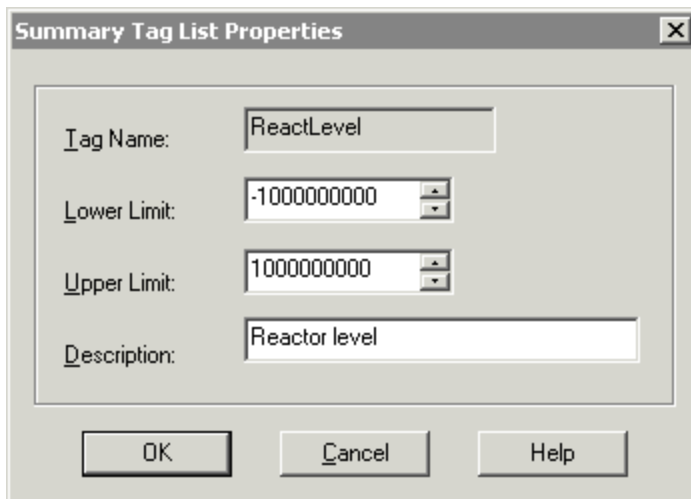 Summary Tag List Properties
Tag Name: ReactLevel
Lower Limit: -1000000000
Upper Limit: 1000000000
Description: Reactor level
OK Cancel Help